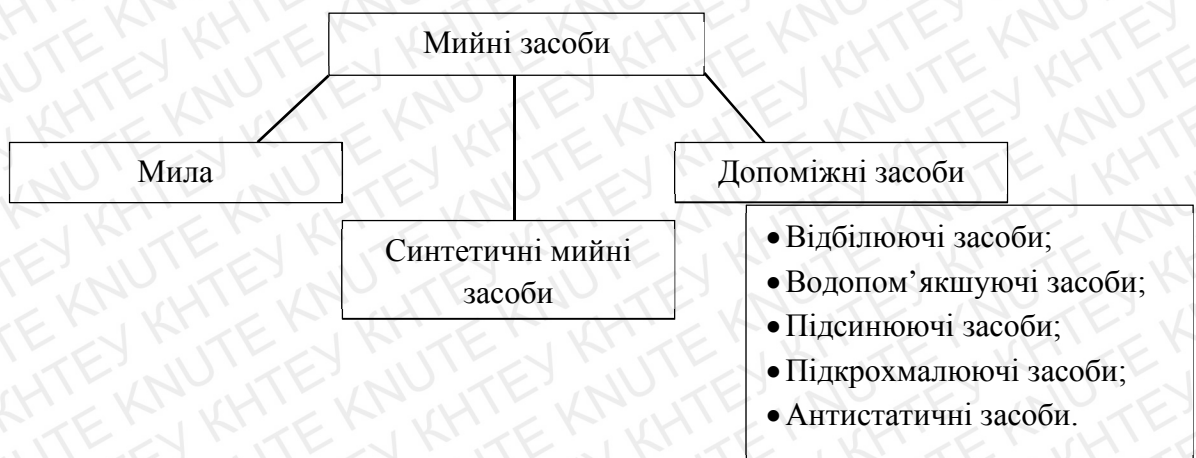 Мийні засоби
Мила
Допоміжні засоби
Синтетичні мийні
засоби
• Відбілюючі засоби;
• Водопом’якшуючі засоби;
• Підсинюючі засоби;
• Підкрохмалюючі засоби;
• Антистатичні засоби.